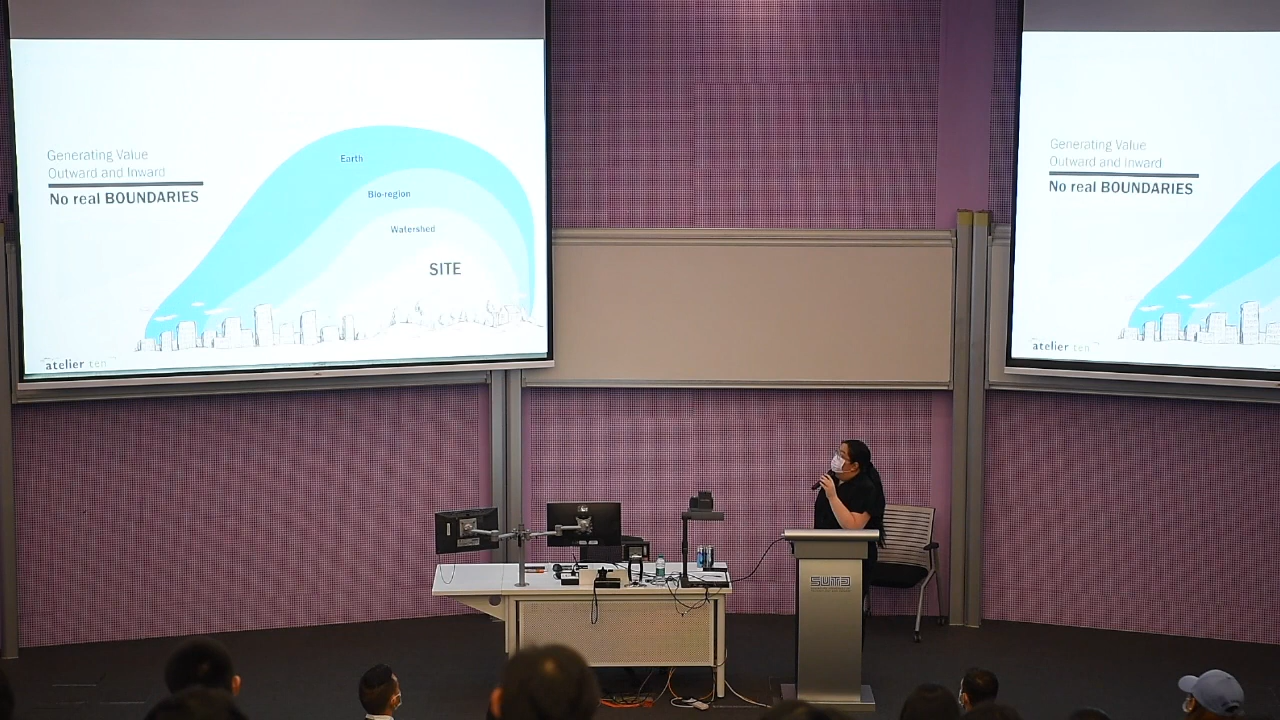 Generating Value
Outward and Inward
No real BOUNDARIES
Earth
Bio-region
Watershed
SITE
atelier ten
Generating Value
Outward and Inward
No real BOUNDARIES
atelier ten
SUTD